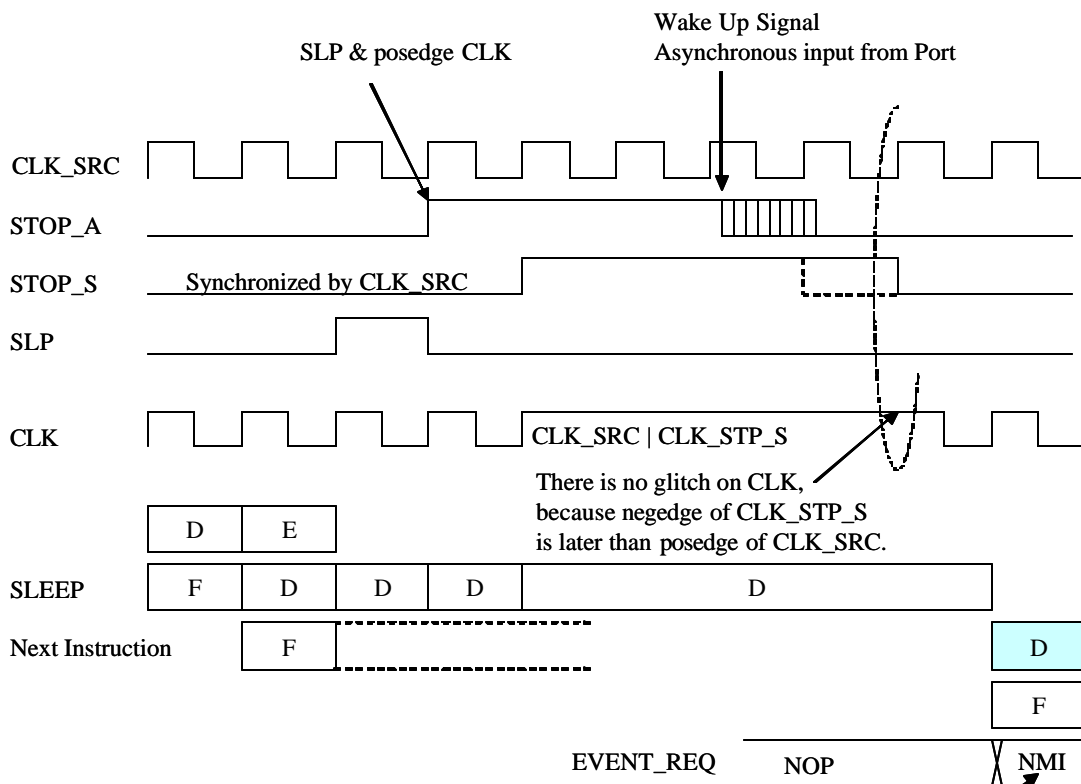 Wake Up Signal
SLP & posedge CLK
Asynchronous input from Port
CLK_SRC
STOP_A
STOP_S
Synchronized by CLK_SRC
SLP
CLK
CLK_SRC | CLK_STP_S
There is no glitch on CLK,
because negedge of CLK_STP_S
is later than posedge of CLK_SRC.
D E
SLEEP F D D D D
Next Instruction F D
F
EVENT_REQ NOP NMI